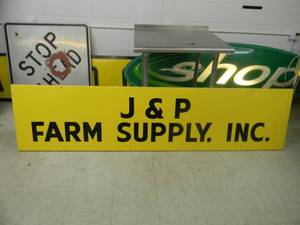 STOP
AHEAD
shop
J & P
FARM SUPPLY, INC.